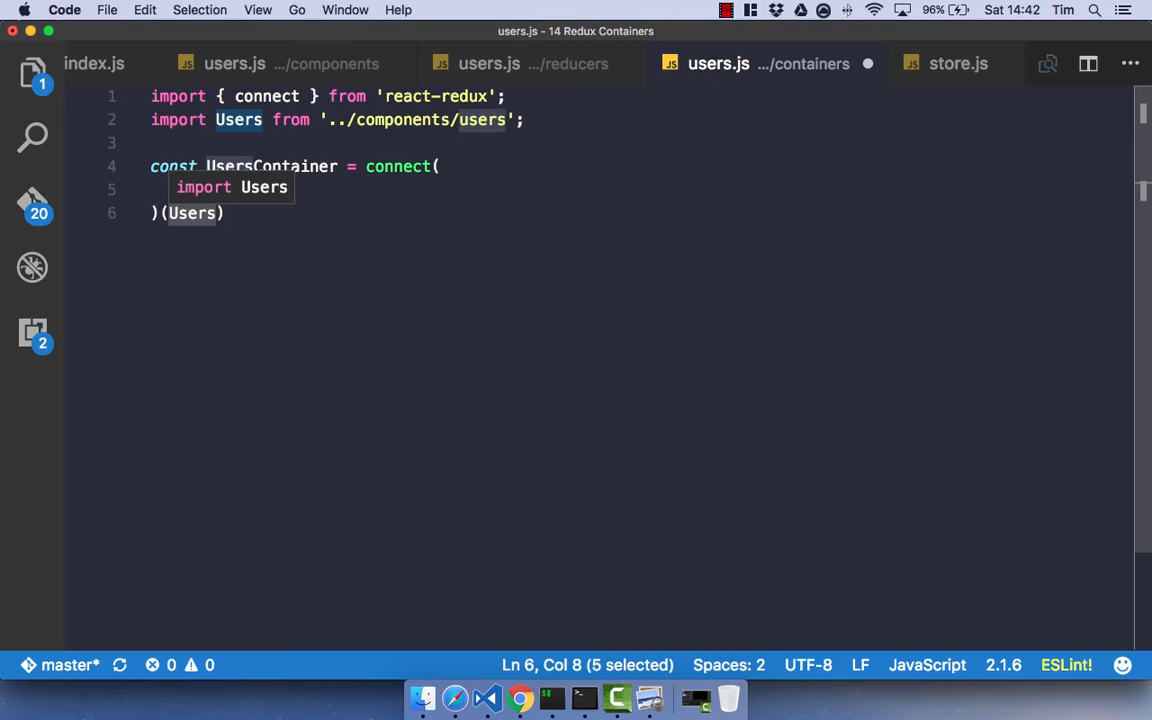 Code File Edit Selection View Go Window Help 96% Sat 14:42 Tim
users.js - 14 Redux Containers
index.js users.js .../components users.js .../reducers users.js .../containers store.js
1 import { connect } from 'react-redux';
2 import Users from '../components/users';
3
4 const UsersContainer = connect(
5 import Users
6 )(Users)
1
20
2
master* 0 0 Ln 6, Col 8 (5 selected) Spaces: 2 UTF-8 LF JavaScript 2.1.6 ESLint!